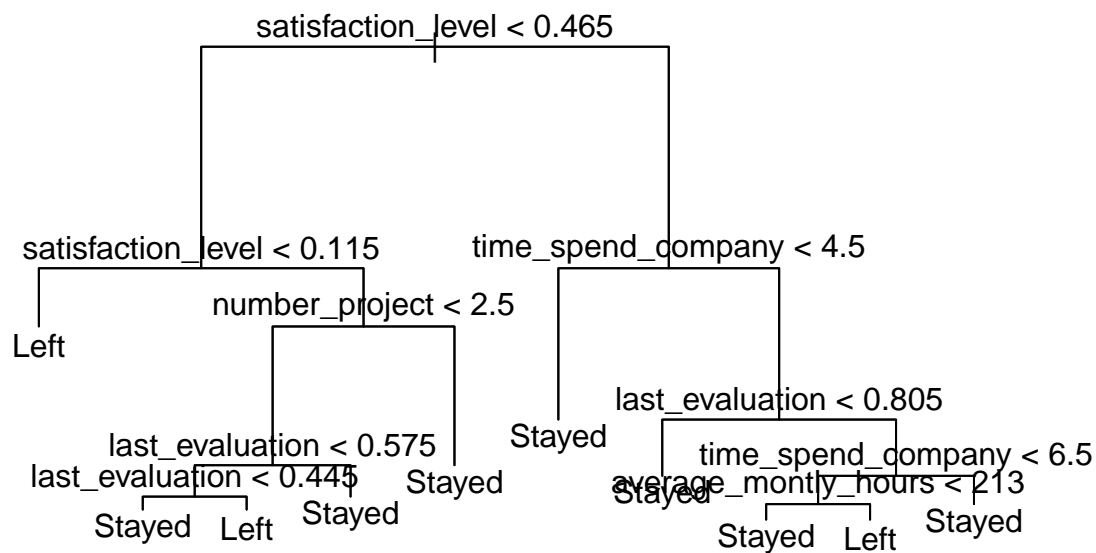 satisfaction_level < 0.465
satisfaction_level < 0.115
time_spend_company < 4.5
number_project < 2.5
Left
last_evaluation < 0.805
Stayed
last_evaluation < 0.575
time_spend_company < 6.5
last_evaluation < 0.445
Stayed
average_montly_hours < 213
Stayed
Stayed
Left
Stayed
Stayed
Left
Stayed